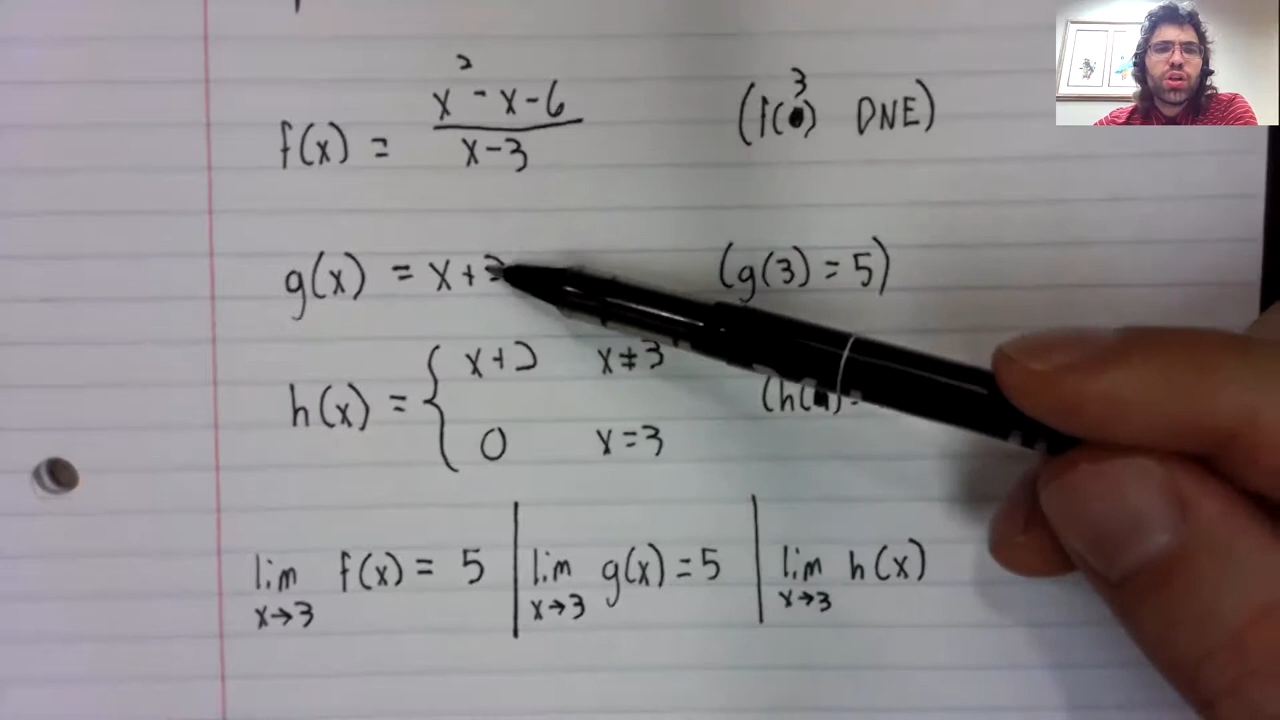 f(x) = x² - x - 6 / x - 3 (f(3) DNE)
g(x) = x + 2 (g(3) = 5)
h(x) = { x + 2 x ≠ 3 (h(
0 x = 3
lim x→3 f(x) = 5 | lim x→3 g(x) = 5 | lim x→3 h(x)